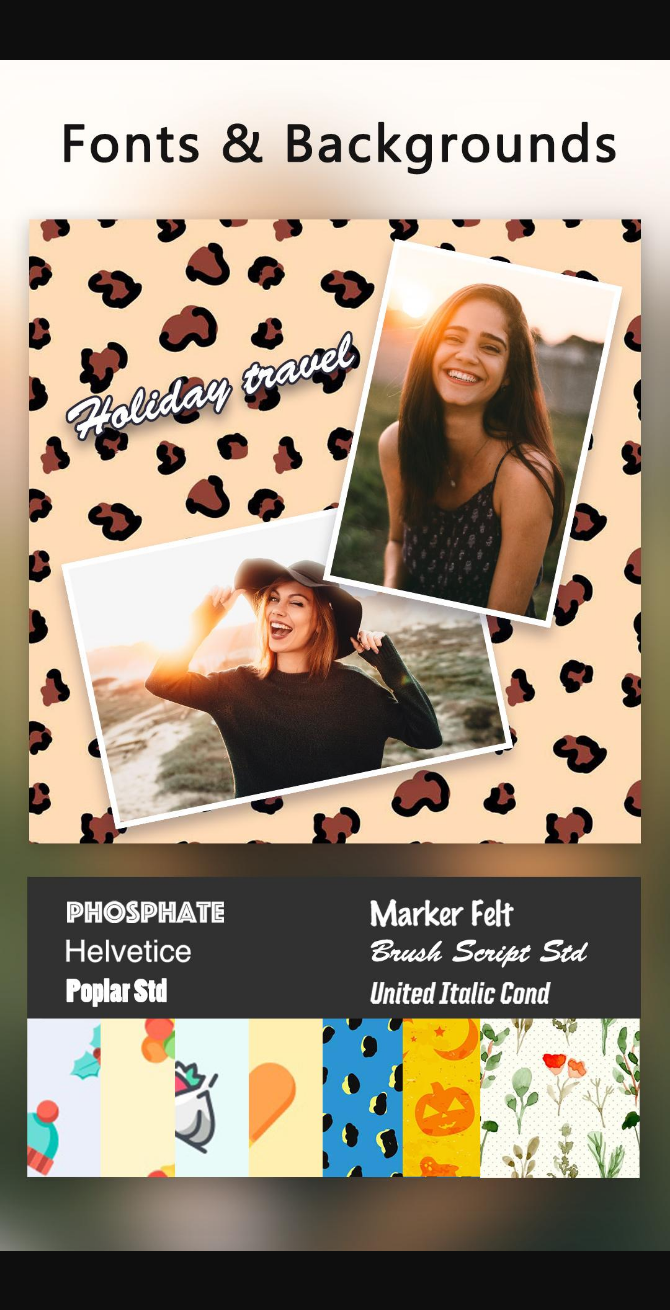 Fonts & Backgrounds
Holiday travel
PHOSPHATE
Helvetice
Poplar Std
Marker Felt
Brush Script Std
United Italic Cond